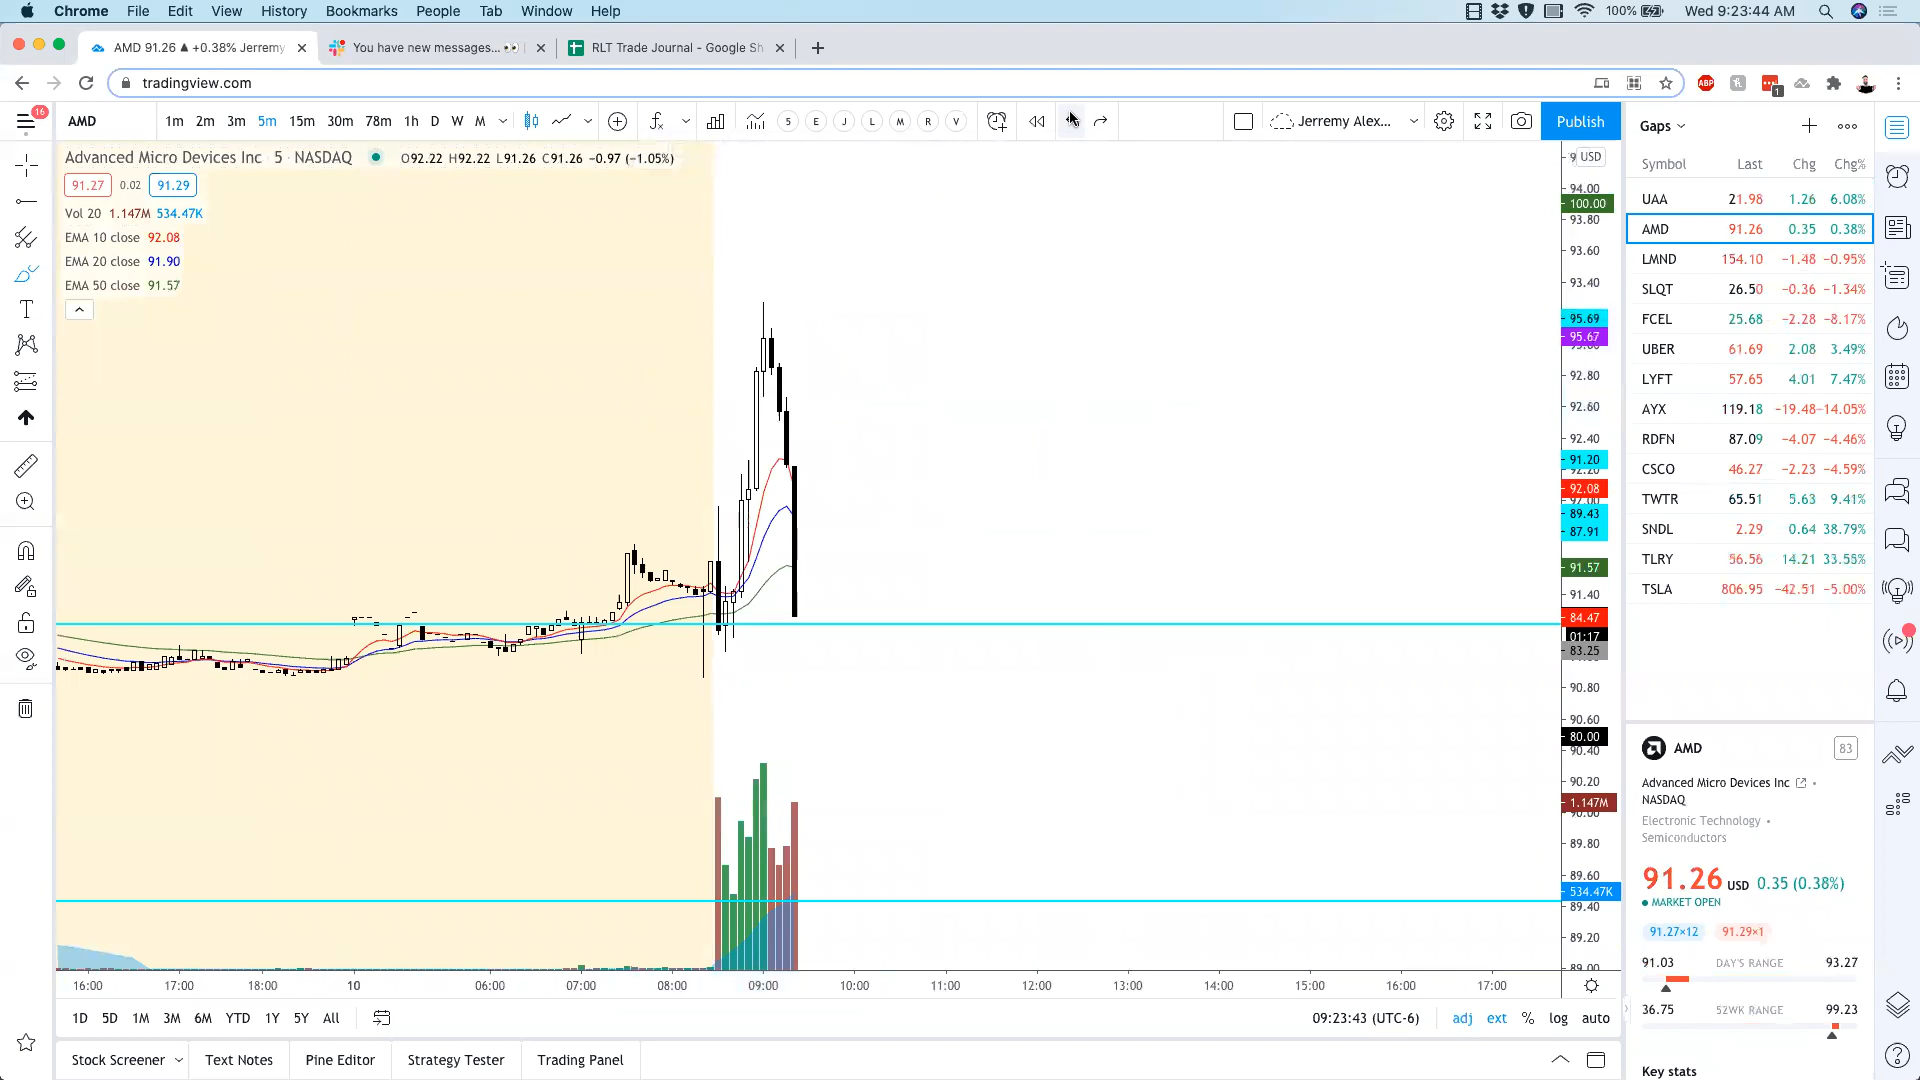 Chrome File Edit View History Bookmarks People Tab Window Help 100% Wed 9:23:44 AM
AMD 91.26 ▲ +0.38% Jerremy You have new messages... RLT Trade Journal - Google Sh
tradingview.com ABP 1
16 AMD 1m 2m 3m 5m 15m 30m 78m 1h D W M S E J L M R V Jerremy Alex... Publish
Advanced Micro Devices Inc 5 · NASDAQ O92.22 H92.22 L91.26 C91.26 −0.97 (−1.05%)
91.27 0.02 91.29
Vol 20 1.147M 534.47K
EMA 10 close 92.08
EMA 20 close 91.90
EMA 50 close 91.57
USD
94.00
100.00
93.80
93.60
93.40
95.69
95.67
92.80
92.60
92.40
91.20
92.08
89.43
87.91
91.57
91.40
84.47
01:17
83.25
90.80
90.60
80.00
90.40
90.20
1.147M
90.00
89.80
89.60
534.47K
89.40
89.20
89.00
16:00 17:00 18:00 10 06:00 07:00 08:00 09:00 10:00 11:00 12:00 13:00 14:00 15:00 16:00 17:00
1D 5D 1M 3M 6M YTD 1Y 5Y All 09:23:43 (UTC-6) adj ext % log auto
Stock Screener Text Notes Pine Editor Strategy Tester Trading Panel
Gaps
Symbol Last Chg Chg%
UAA 21.98 1.26 6.08%
AMD 91.26 0.35 0.38%
LMND 154.10 −1.48 −0.95%
SLQT 26.50 −0.36 −1.34%
FCEL 25.68 −2.28 −8.17%
UBER 61.69 2.08 3.49%
LYFT 57.65 4.01 7.47%
AYX 119.18 −19.48 −14.05%
RDFN 87.09 −4.07 −4.46%
CSCO 46.27 −2.23 −4.59%
TWTR 65.51 5.63 9.41%
SNDL 2.29 0.64 38.79%
TLRY 56.56 14.21 33.55%
TSLA 806.95 −42.51 −5.00%
AMD 83
Advanced Micro Devices Inc •
NASDAQ
Electronic Technology •
Semiconductors
91.26 USD 0.35 (0.38%)
● MARKET OPEN
91.27×12 91.29×1
91.03 DAY'S RANGE 93.27
36.75 52WK RANGE 99.23
Key stats